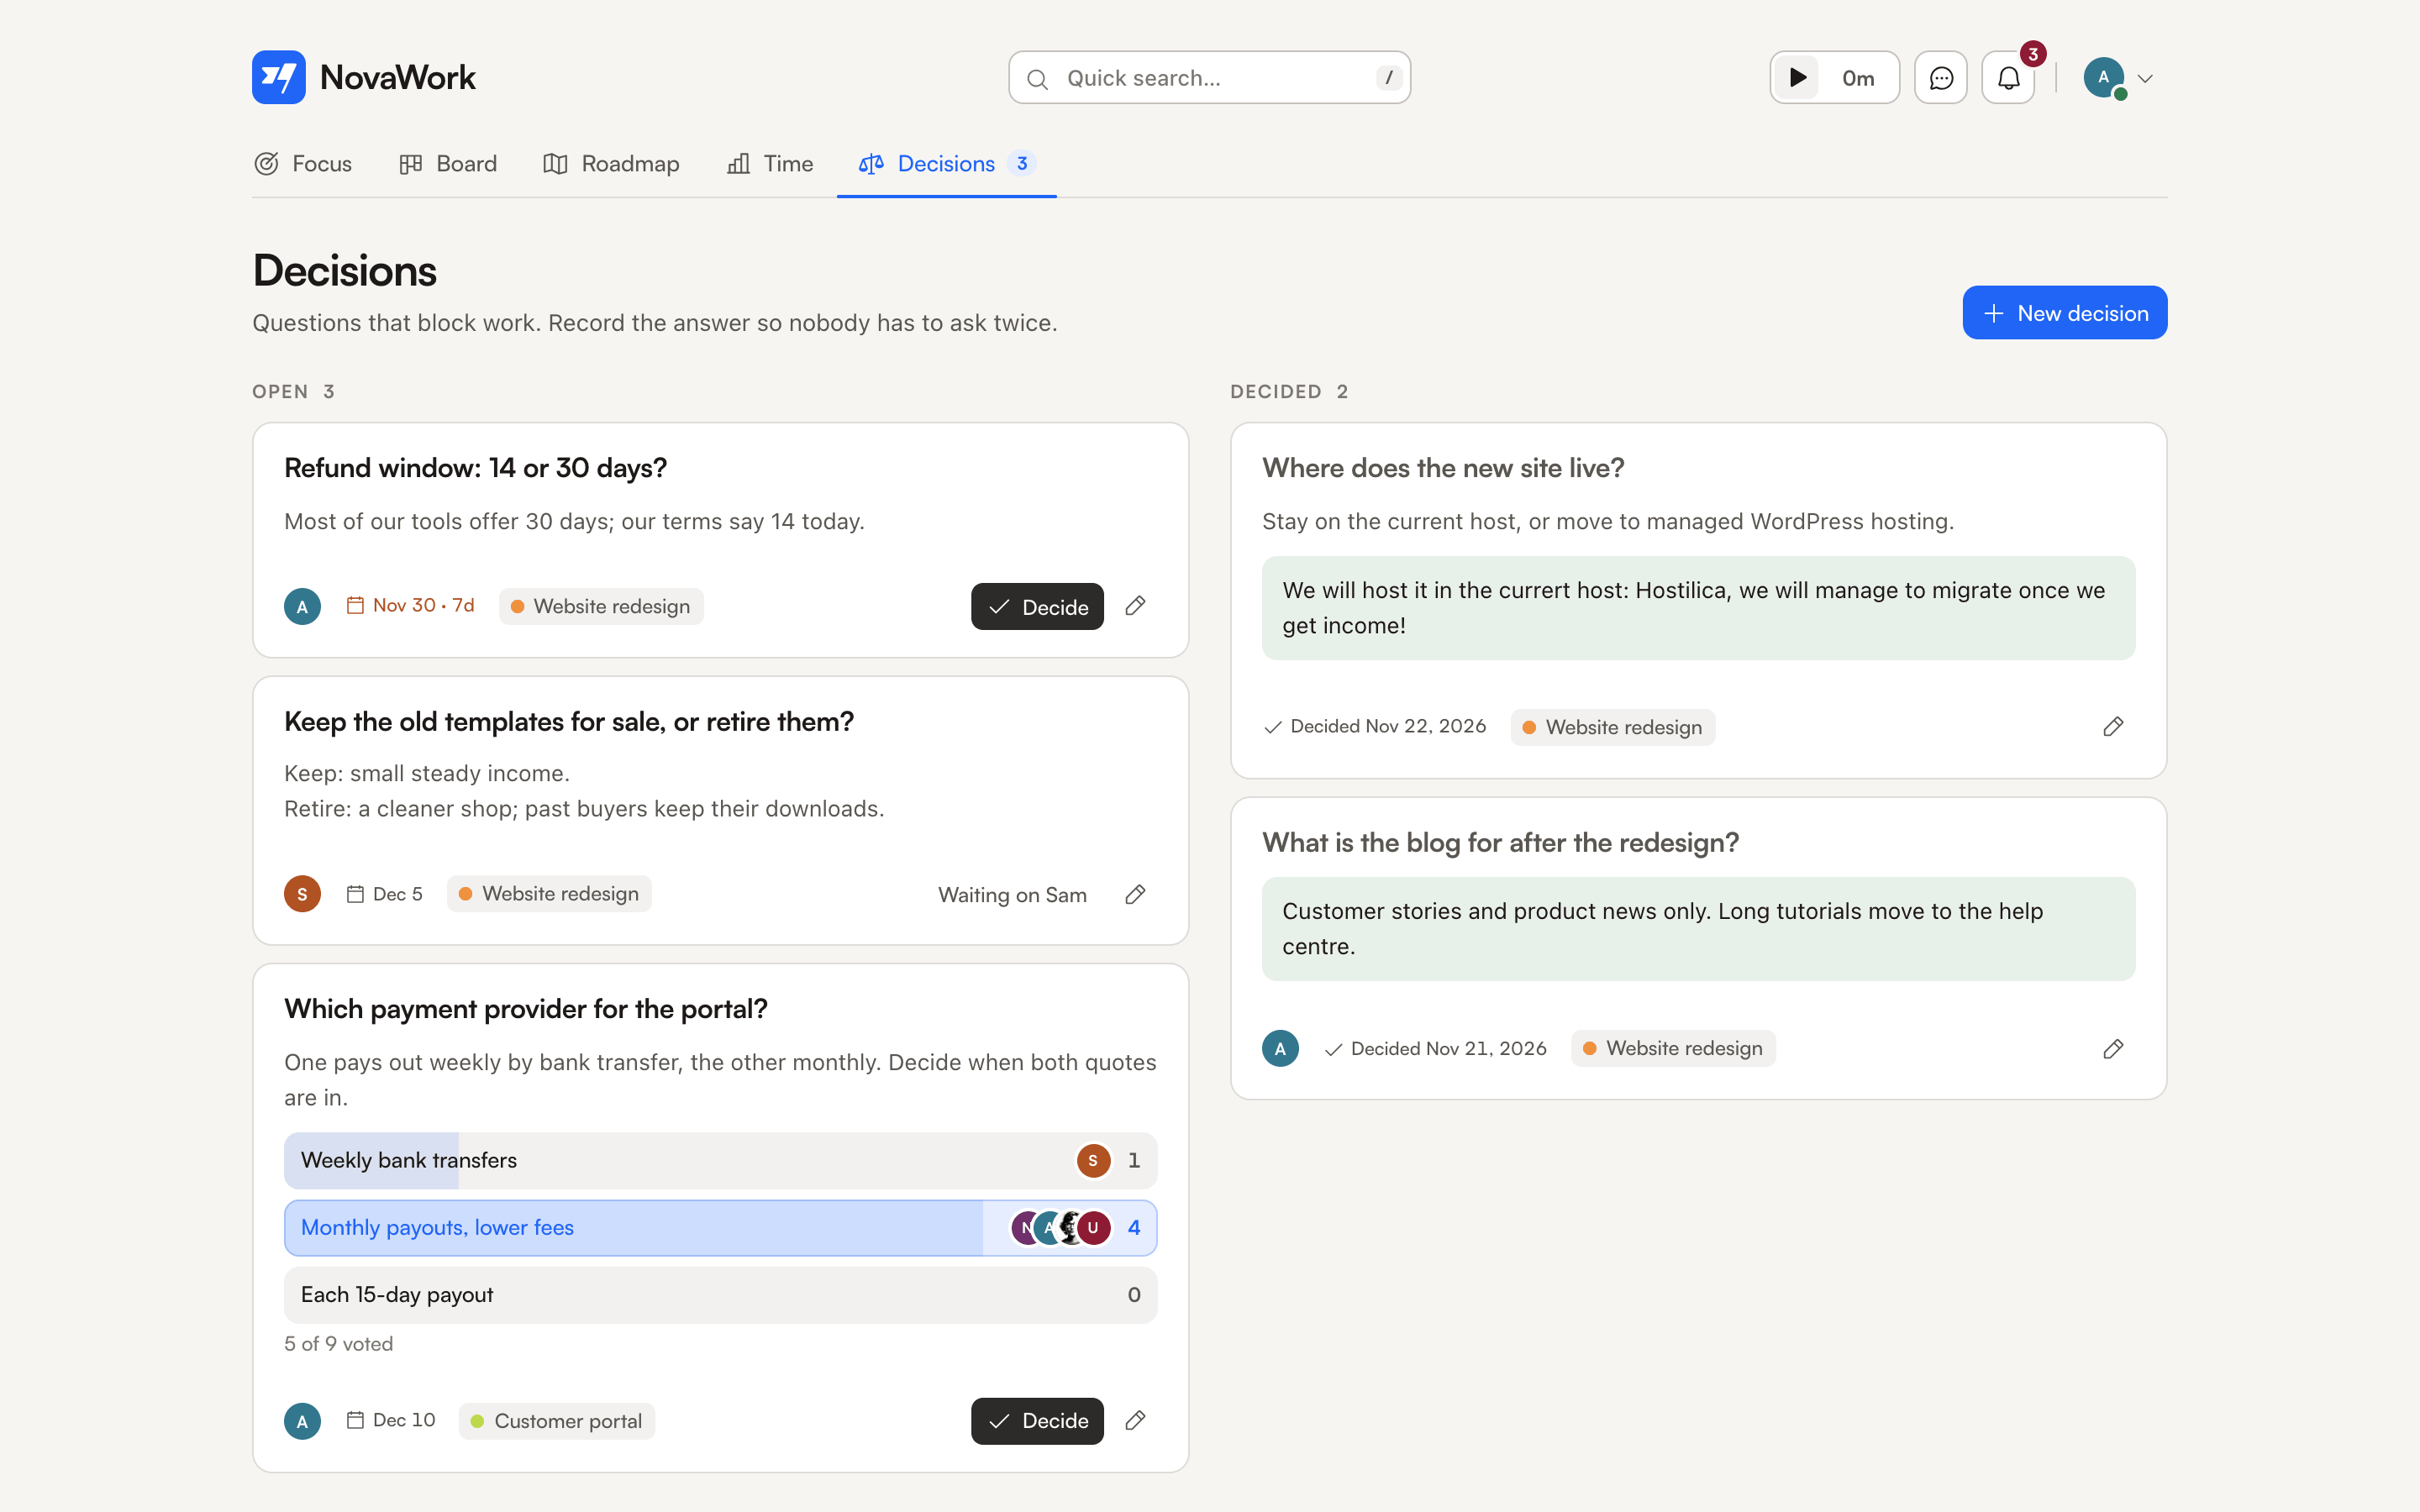 NovaWork
Quick search...
/
0m
3
A
Focus
Board
Roadmap
Time
Decisions 3
Decisions
Questions that block work. Record the answer so nobody has to ask twice.
New decision
OPEN 3
Refund window: 14 or 30 days?
Most of our tools offer 30 days; our terms say 14 today.
A
Nov 30 · 7d
Website redesign
Decide
Keep the old templates for sale, or retire them?
Keep: small steady income.
Retire: a cleaner shop; past buyers keep their downloads.
S
Dec 5
Website redesign
Waiting on Sam
Which payment provider for the portal?
One pays out weekly by bank transfer, the other monthly. Decide when both quotes
are in.
Weekly bank transfers
S
1
Monthly payouts, lower fees
N
A
U
4
Each 15-day payout
0
5 of 9 voted
A
Dec 10
Customer portal
Decide
DECIDED 2
Where does the new site live?
Stay on the current host, or move to managed WordPress hosting.
We will host it in the currert host: Hostilica, we will manage to migrate once we
get income!
Decided Nov 22, 2026
Website redesign
What is the blog for after the redesign?
Customer stories and product news only. Long tutorials move to the help
centre.
A
Decided Nov 21, 2026
Website redesign